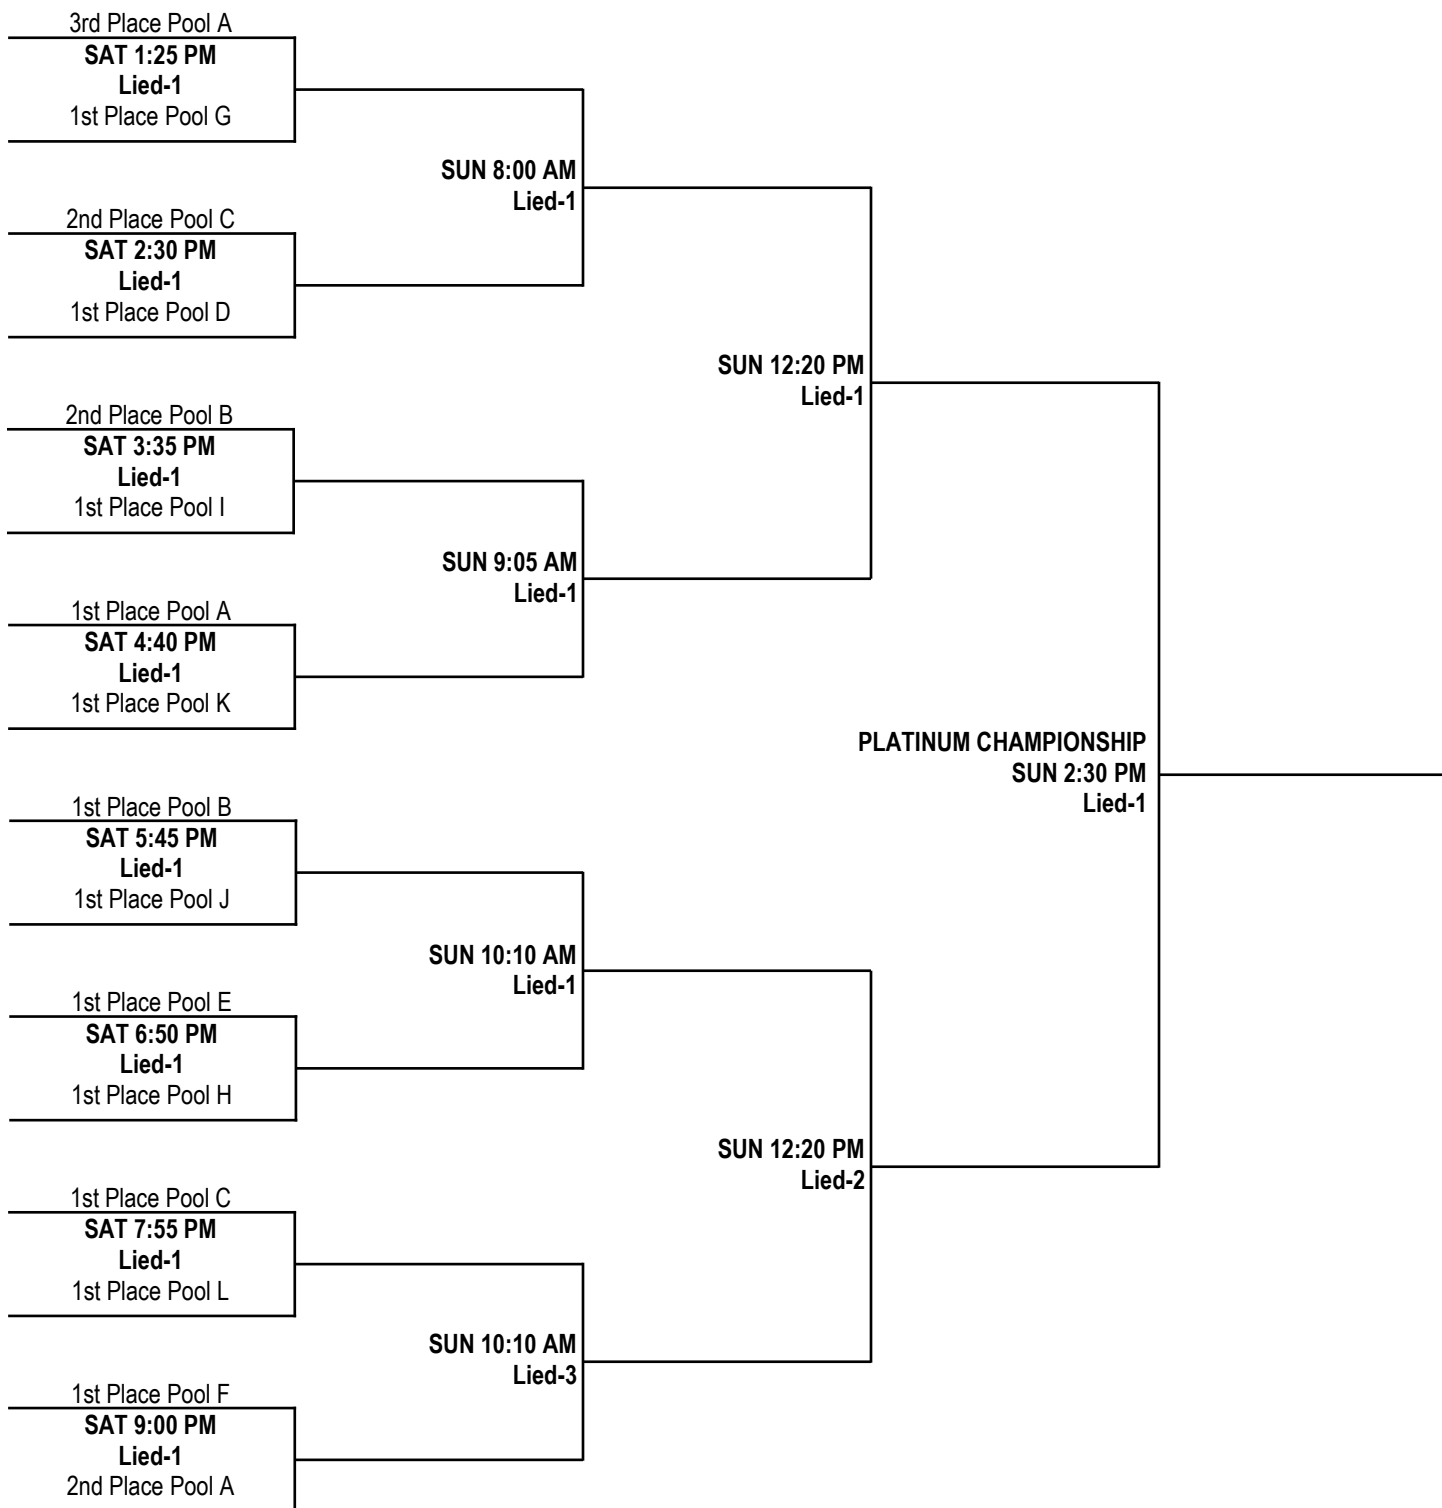 3rd Place Pool A
SAT 1:25 PM
Lied-1
1st Place Pool G
SUN 8:00 AM
Lied-1
2nd Place Pool C
SAT 2:30 PM
Lied-1
1st Place Pool D
SUN 12:20 PM
Lied-1
2nd Place Pool B
SAT 3:35 PM
Lied-1
1st Place Pool I
SUN 9:05 AM
Lied-1
1st Place Pool A
SAT 4:40 PM
Lied-1
1st Place Pool K
PLATINUM CHAMPIONSHIP
SUN 2:30 PM
Lied-1
1st Place Pool B
SAT 5:45 PM
Lied-1
1st Place Pool J
SUN 10:10 AM
Lied-1
1st Place Pool E
SAT 6:50 PM
Lied-1
1st Place Pool H
SUN 12:20 PM
Lied-2
1st Place Pool C
SAT 7:55 PM
Lied-1
1st Place Pool L
SUN 10:10 AM
Lied-3
1st Place Pool F
SAT 9:00 PM
Lied-1
2nd Place Pool A